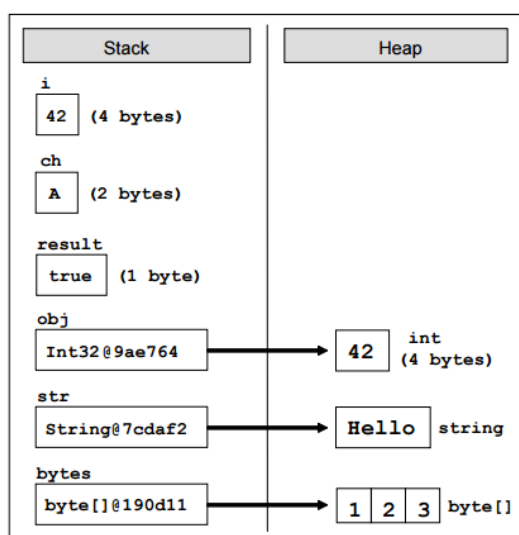 Stack Heap
i
42 (4 bytes)
ch
A (2 bytes)
result
true (1 byte)
obj
Int32@9ae764 42 int
(4 bytes)
str
String@7cdaf2 Hello string
bytes
byte[]@190d11 1 2 3 byte[]